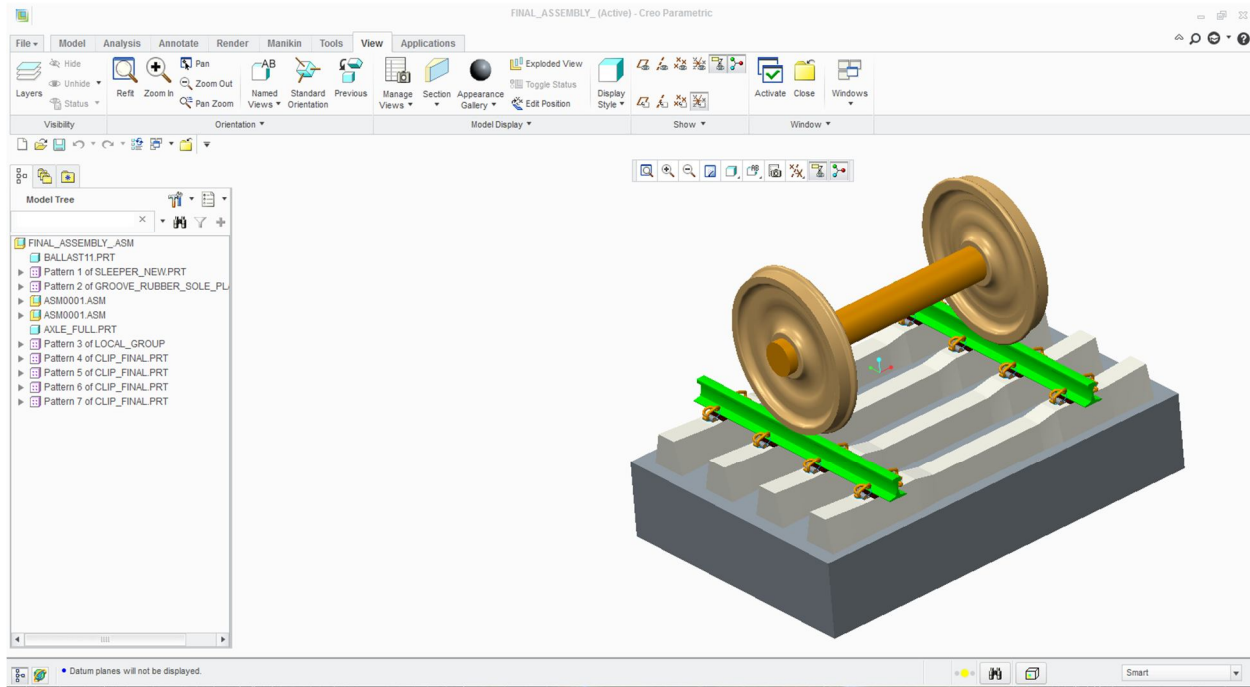 FINAL_ASSEMBLY_ (Active) - Creo Parametric
File Model Analysis Annotate Render Manikin Tools View Applications
Hide
Unhide
Status
Layers
Visibility
Refit
Zoom In
Pan
Zoom Out
Pan Zoom
AB
Named Views
Standard Orientation
Previous
Orientation
Manage Views
Section
Appearance Gallery
Exploded View
Toggle Status
Edit Position
Display Style
Model Display
Show
Activate
Close
Windows
Window
Model Tree
FINAL_ASSEMBLY_.ASM
BALLAST11.PRT
Pattern 1 of SLEEPER_NEW.PRT
Pattern 2 of GROOVE_RUBBER_SOLE_PL
ASM0001.ASM
ASM0001.ASM
AXLE_FULL.PRT
Pattern 3 of LOCAL_GROUP
Pattern 4 of CLIP_FINAL.PRT
Pattern 5 of CLIP_FINAL.PRT
Pattern 6 of CLIP_FINAL.PRT
Pattern 7 of CLIP_FINAL.PRT
Datum planes will not be displayed.
Smart